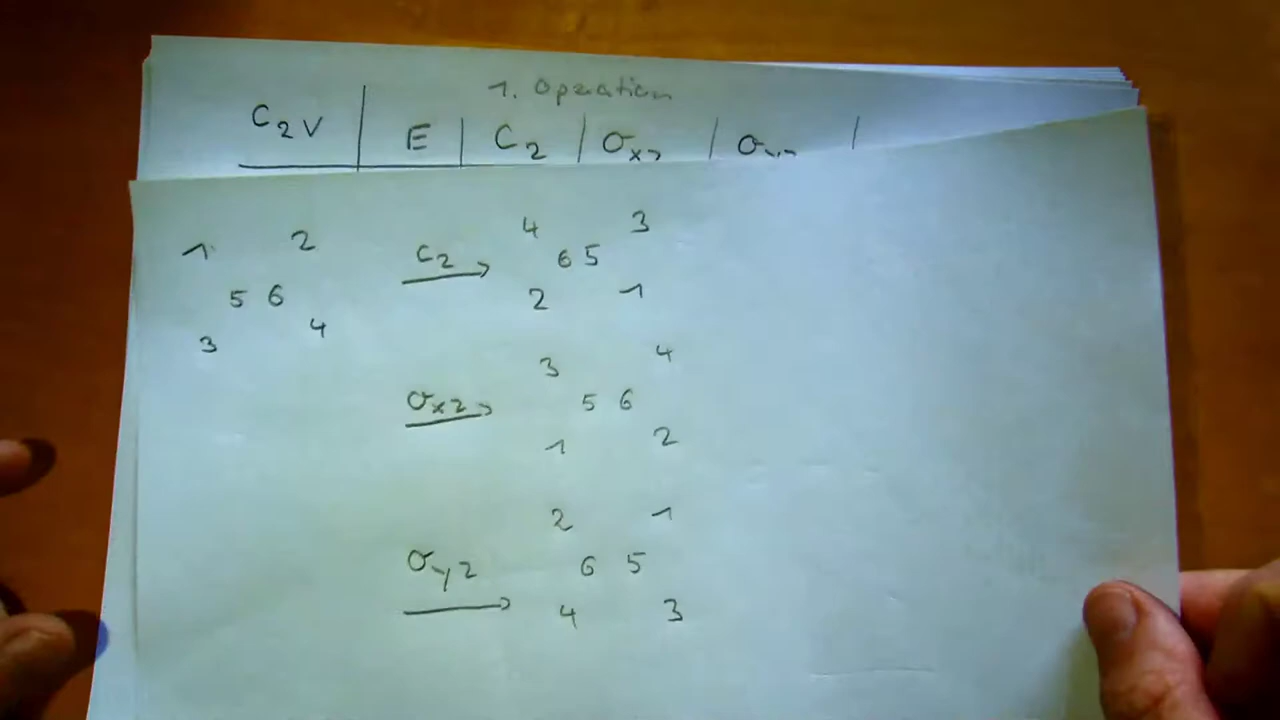 1. Operation
C2V | E | C2 | σxz | σyz |
1 2
5 6
3 4
C2 →
4 3
6 5
2 1
σxz →
3 4
5 6
1 2
σyz →
2 1
6 5
4 3